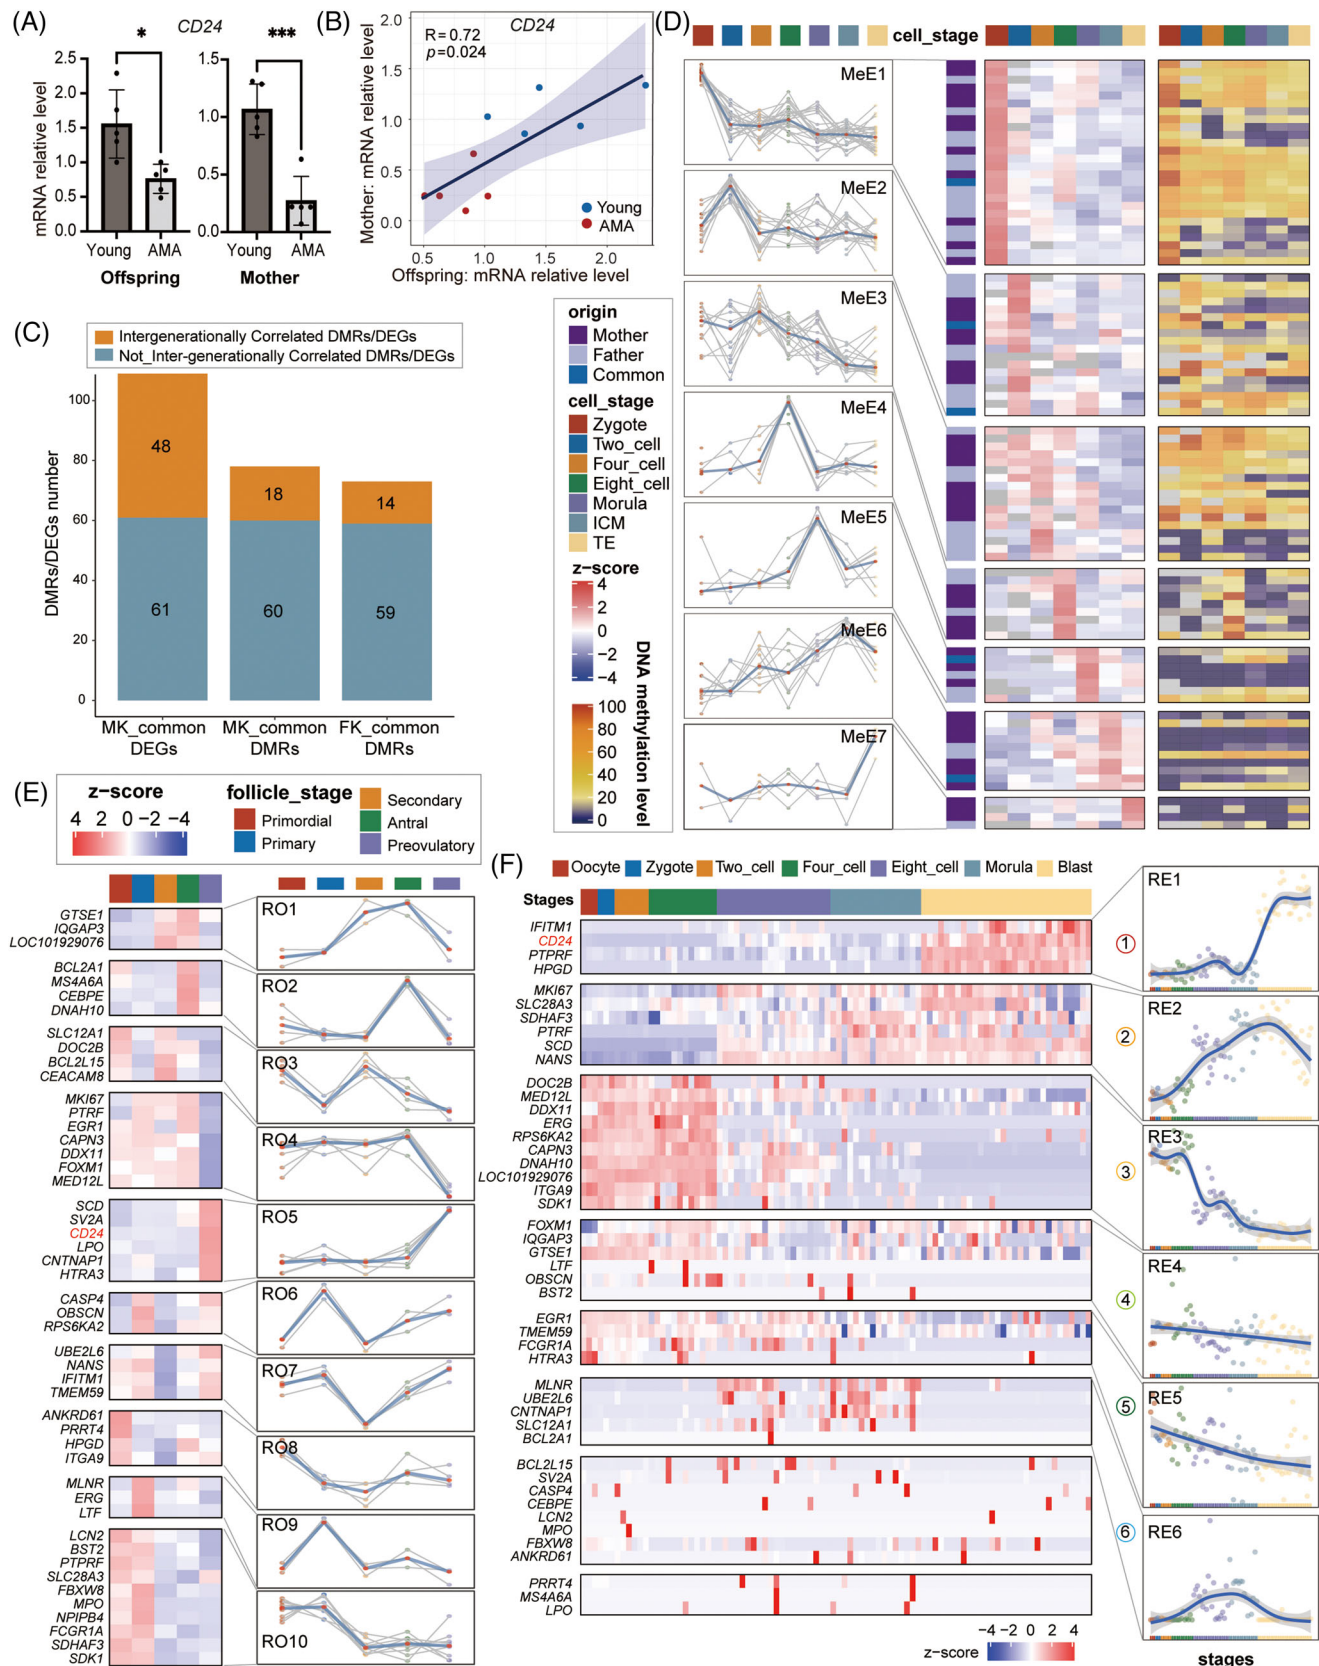 (A)
CD24
*
***
mRNA relative level
2.5
2.0
1.5
1.0
0.5
0.0
Young
AMA
Offspring
1.5
1.0
0.5
0.0
Young
AMA
Mother
(B)
CD24
R=0.72
p=0.024
Mother: mRNA relative level
2.0
1.5
1.0
0.5
0.0
Young
AMA
0.5
1.0
1.5
2.0
Offspring: mRNA relative level
(C)
Intergenerationally Correlated DMRs/DEGs
Not_Inter-generationally Correlated DMRs/DEGs
DMRs/DEGs number
100
80
60
40
20
0
48
61
18
60
14
59
MK_common
DEGs
MK_common
DMRs
FK_common
DMRs
(D)
cell_stage
MeE1
MeE2
MeE3
MeE4
MeE5
MeE6
MeE7
origin
Mother
Father
Common
cell_stage
Zygote
Two_cell
Four_cell
Eight_cell
Morula
ICM
TE
z-score
4
2
0
−2
−4
DNA methylation level
100
80
60
40
20
0
(E)
z-score
4 2 0 −2 −4
follicle_stage
Primordial
Primary
Secondary
Antral
Preovulatory
GTSE1
IQGAP3
LOC101929076
BCL2A1
MS4A6A
CEBPE
DNAH10
SLC12A1
DOC2B
BCL2L15
CEACAM8
MKI67
PTRF
EGR1
CAPN3
DDX11
FOXM1
MED12L
SCD
SV2A
CD24
LPO
CNTNAP1
HTRA3
CASP4
OBSCN
RPS6KA2
UBE2L6
NANS
IFITM1
TMEM59
ANKRD61
PRRT4
HPGD
ITGA9
MLNR
ERG
LTF
LCN2
BST2
PTPRF
SLC28A3
FBXW8
MPO
NPIPB4
FCGR1A
SDHAF3
SDK1
RO1
RO2
RO3
RO4
RO5
RO6
RO7
RO8
RO9
RO10
(F)
Oocyte
Zygote
Two_cell
Four_cell
Eight_cell
Morula
Blast
Stages
IFITM1
CD24
PTPRF
HPGD
MKI67
SLC28A3
SDHAF3
PTRF
SCD
NANS
DOC2B
MED12L
DDX11
ERG
RPS6KA2
CAPN3
DNAH10
LOC101929076
ITGA9
SDK1
FOXM1
IQGAP3
GTSE1
LTF
OBSCN
BST2
EGR1
TMEM59
FCGR1A
HTRA3
MLNR
UBE2L6
CNTNAP1
SLC12A1
BCL2A1
BCL2L15
SV2A
CASP4
CEBPE
LCN2
MPO
FBXW8
ANKRD61
PRRT4
MS4A6A
LPO
z-score
−4 −2 0 2 4
1
RE1
2
RE2
3
RE3
4
RE4
5
RE5
6
RE6
stages